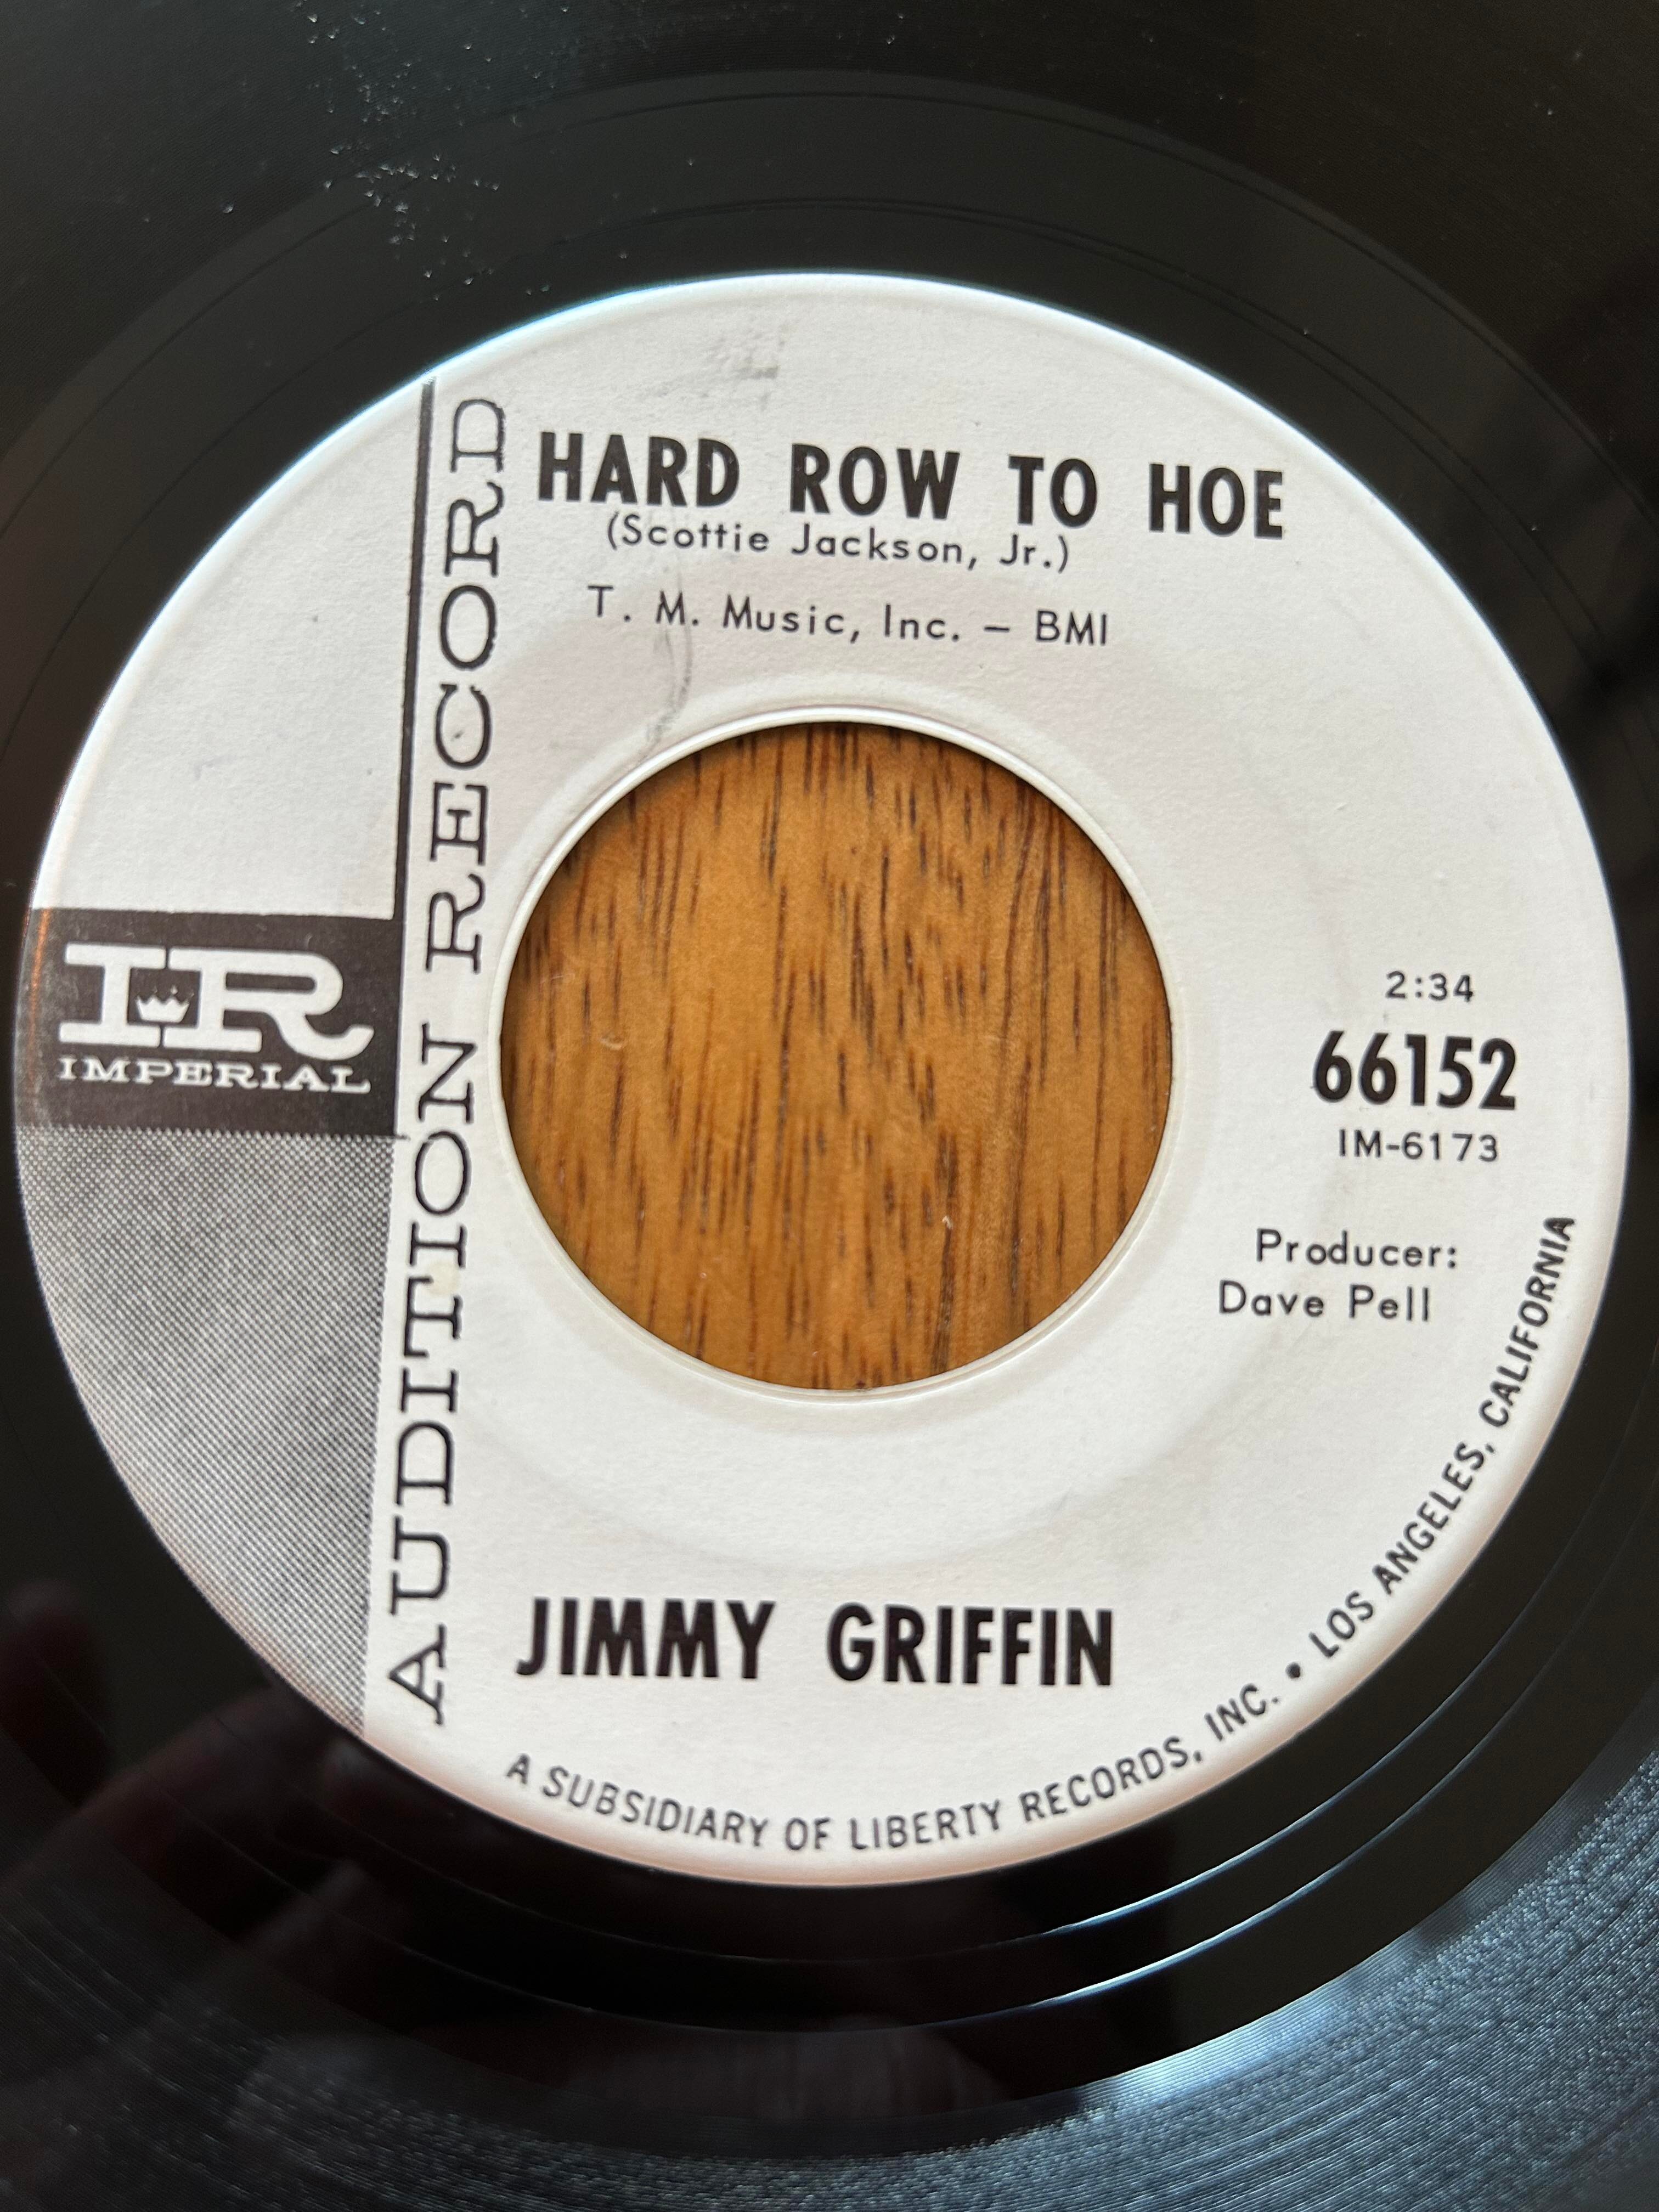 HARD ROW TO HOE
(Scottie Jackson, Jr.)
T. M. Music, Inc. – BMI
AUDITION RECORD
IR
IMPERIAL
2:34
66152
IM-6173
Producer:
Dave Pell
JIMMY GRIFFIN
A SUBSIDIARY OF LIBERTY RECORDS, INC. • LOS ANGELES, CALIFORNIA